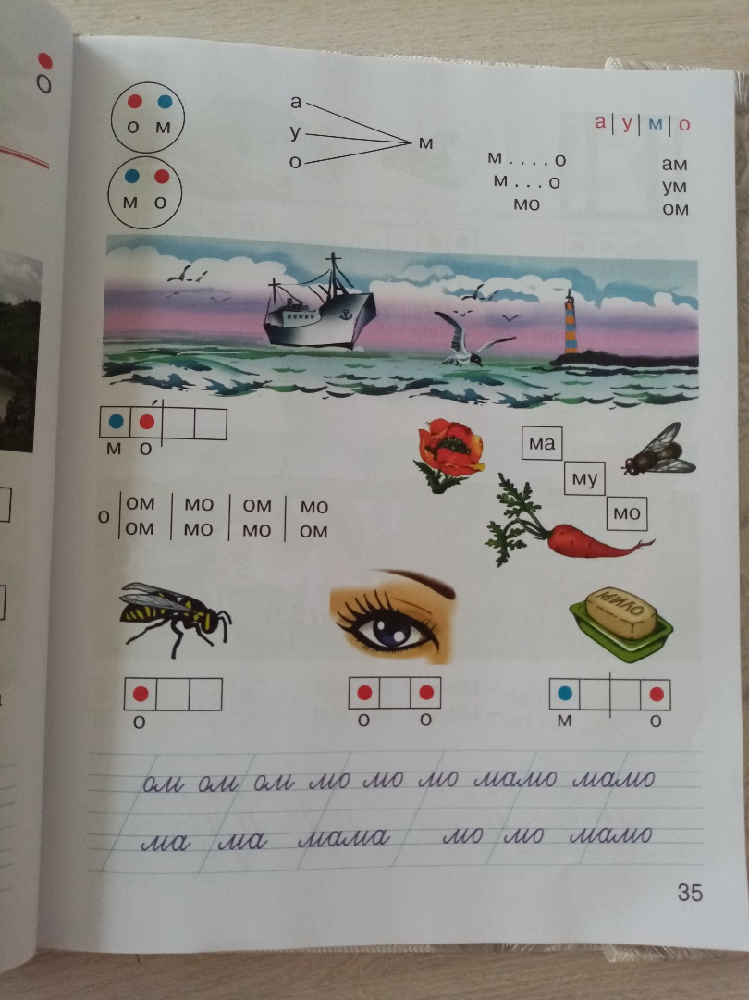 О
о м
а
у
о
м
а|у|м|о
м . . . . о
м . . . о
мо
ам
ум
ом
м о
м о
ма
му
мо
о
ом | мо | ом | мо
ом | мо | мо | ом
МИЛО
о
о о
м о
ом ом ом мо мо мо мамо мамо
ма ма мама мо мо мамо
35